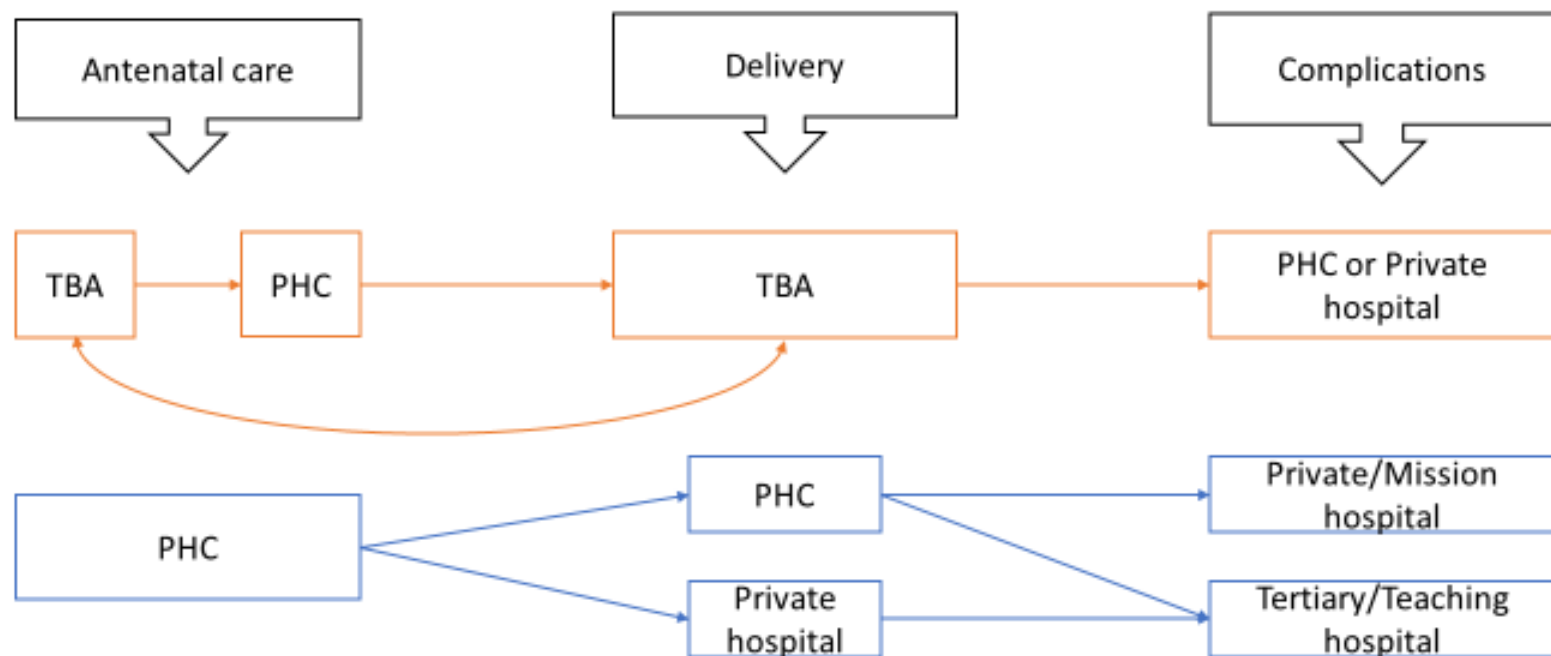 Antenatal care
Delivery
Complications
TBA
PHC
TBA
PHC or Private
hospital
PHC
PHC
Private/Mission
hospital
Private
hospital
Tertiary/Teaching
hospital